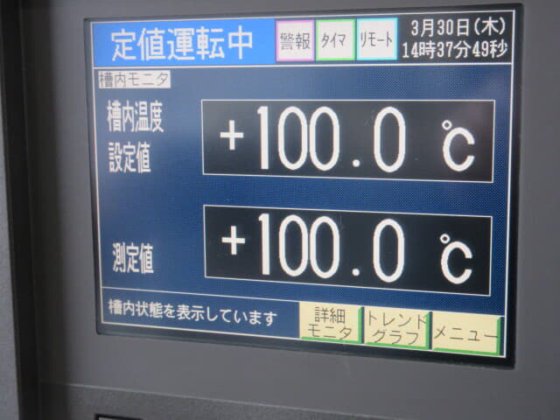 定値運転中 警報 タイマ リモート 3月30日(木)
14時37分49秒
槽内モニタ
槽内温度
設定値 +100.0 ℃
測定値 +100.0 ℃
槽内状態を表示しています
詳細
モニタ
トレンド
グラフ
メニュー